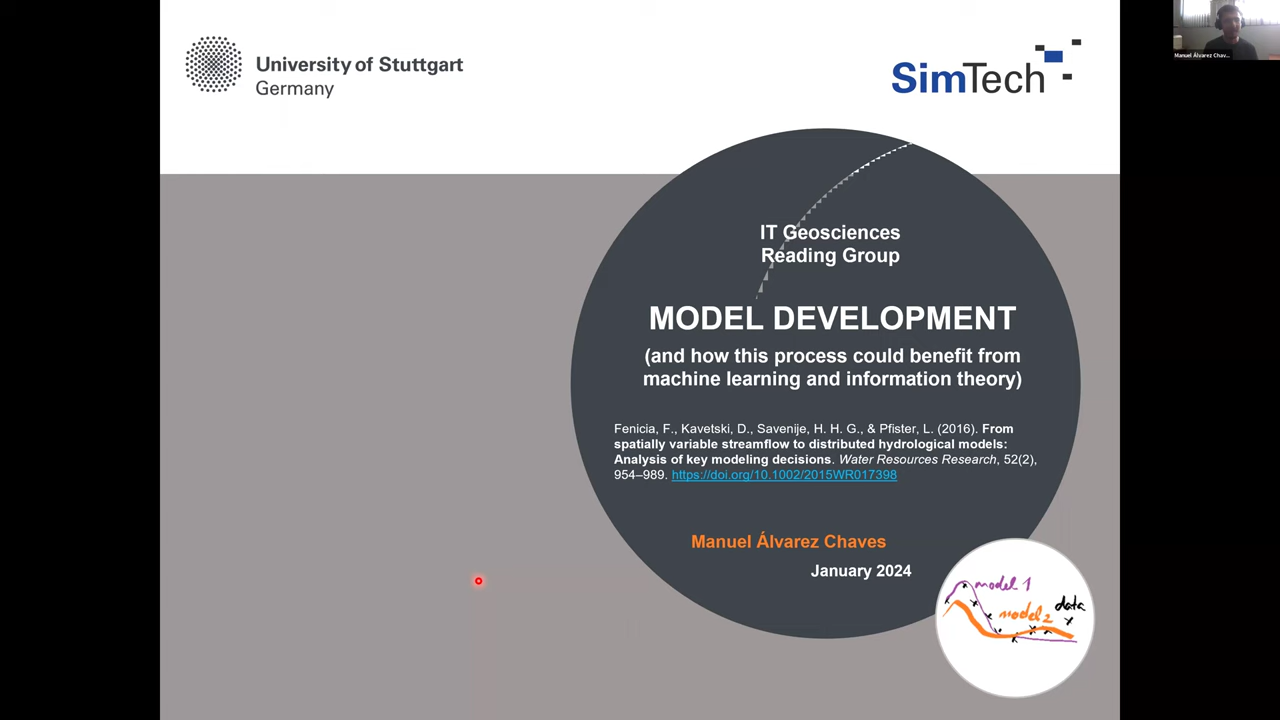 University of Stuttgart
Germany
SimTech
Manuel Álvarez Chav...
IT Geosciences
Reading Group
MODEL DEVELOPMENT
(and how this process could benefit from
machine learning and information theory)
Fenicia, F., Kavetski, D., Savenije, H. H. G., & Pfister, L. (2016). From
spatially variable streamflow to distributed hydrological models:
Analysis of key modeling decisions. Water Resources Research, 52(2),
954–989. https://doi.org/10.1002/2015WR017398
Manuel Álvarez Chaves
January 2024
model 1
data
model 2